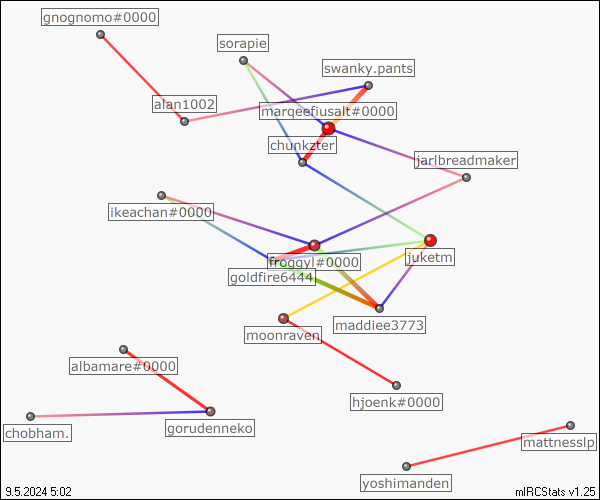 gnognomo#0000
sorapie
swanky.pants
alan1002
marqeefiusalt#0000
chunkzter
jarlbreadmaker
ikeachan#0000
juketm
froggyl#0000
goldfire6444
maddiee3773
moonraven
albamare#0000
hjoenk#0000
gorudenneko
chobham.
mattnesslp
yoshimanden
9.5.2024 5:02
mIRCStats v1.25